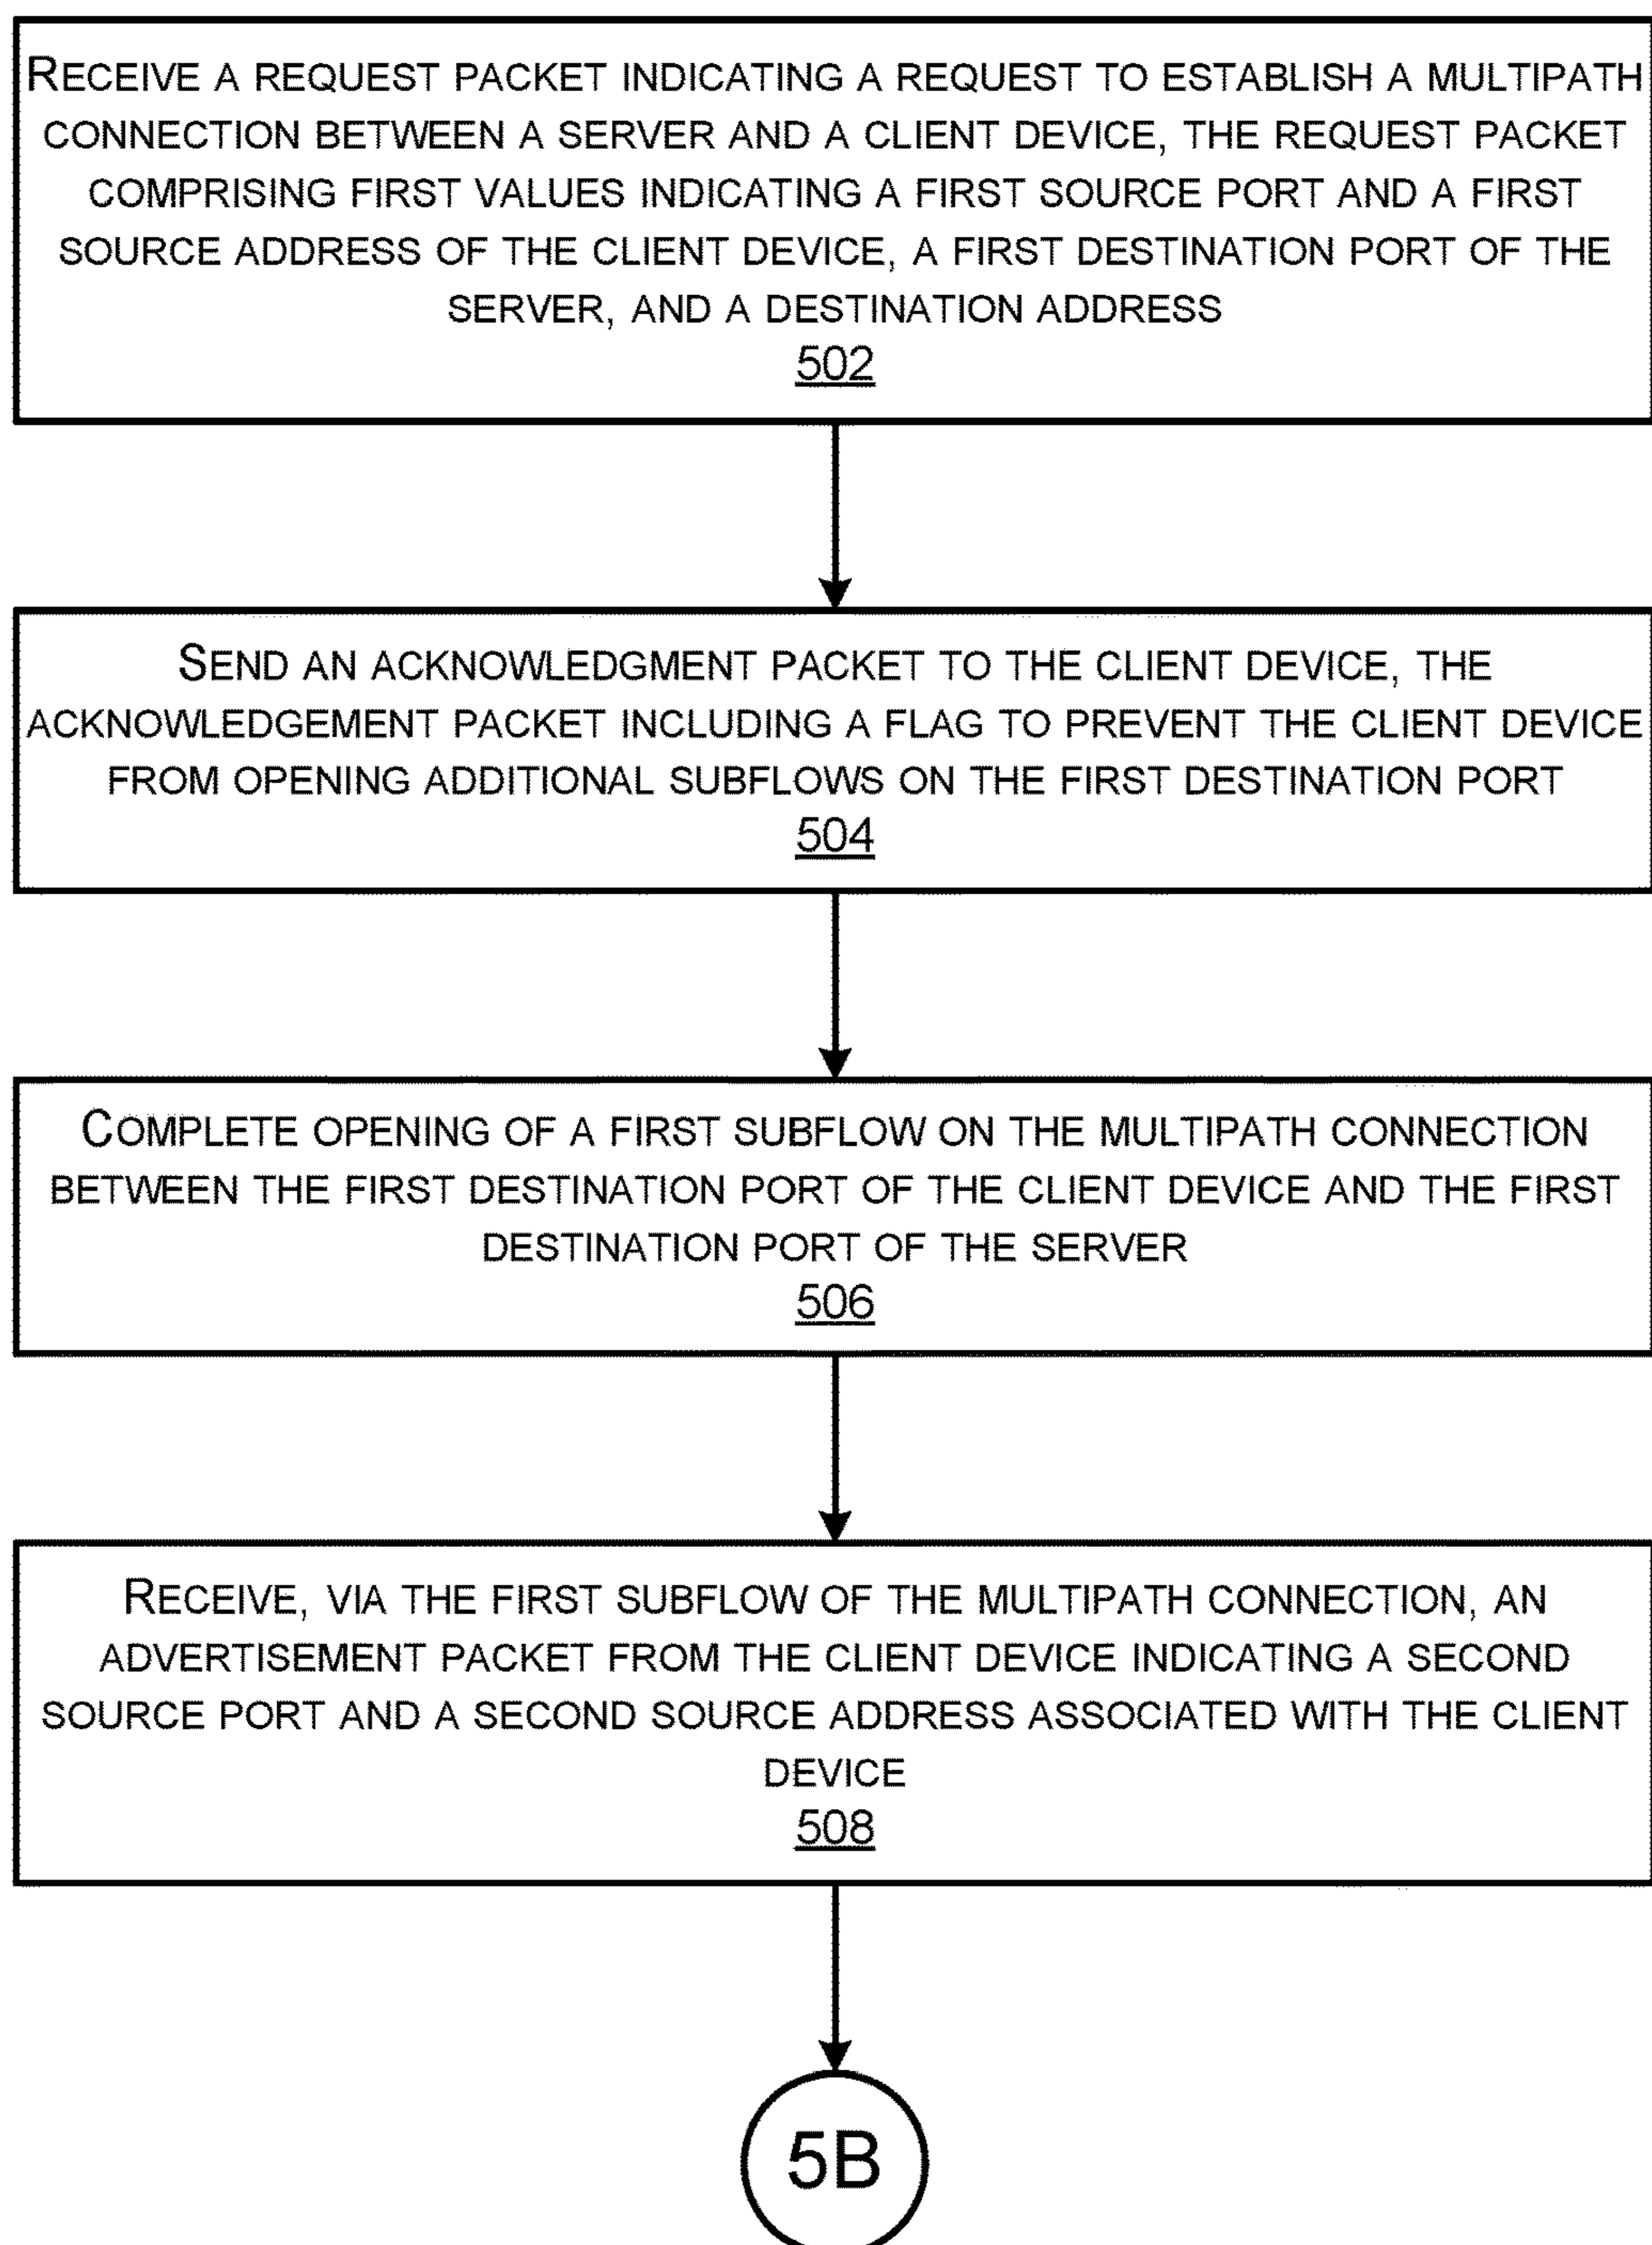 RECEIVE A REQUEST PACKET INDICATING A REQUEST TO ESTABLISH A MULTIPATH
CONNECTION BETWEEN A SERVER AND A CLIENT DEVICE, THE REQUEST PACKET
COMPRISING FIRST VALUES INDICATING A FIRST SOURCE PORT AND A FIRST
SOURCE ADDRESS OF THE CLIENT DEVICE, A FIRST DESTINATION PORT OF THE
SERVER, AND A DESTINATION ADDRESS
502
SEND AN ACKNOWLEDGMENT PACKET TO THE CLIENT DEVICE, THE
ACKNOWLEDGEMENT PACKET INCLUDING A FLAG TO PREVENT THE CLIENT DEVICE
FROM OPENING ADDITIONAL SUBFLOWS ON THE FIRST DESTINATION PORT
504
COMPLETE OPENING OF A FIRST SUBFLOW ON THE MULTIPATH CONNECTION
BETWEEN THE FIRST DESTINATION PORT OF THE CLIENT DEVICE AND THE FIRST
DESTINATION PORT OF THE SERVER
506
RECEIVE, VIA THE FIRST SUBFLOW OF THE MULTIPATH CONNECTION, AN
ADVERTISEMENT PACKET FROM THE CLIENT DEVICE INDICATING A SECOND
SOURCE PORT AND A SECOND SOURCE ADDRESS ASSOCIATED WITH THE CLIENT
DEVICE
508
5B